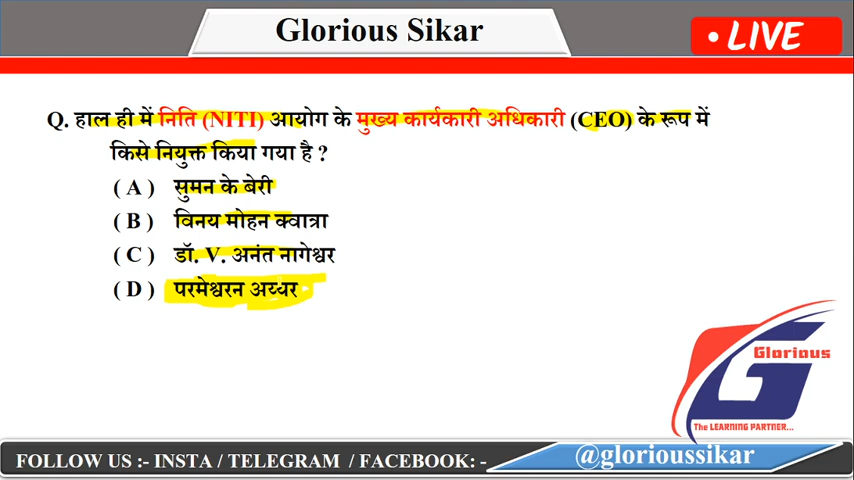 Glorious Sikar
• LIVE
Q. हाल ही में निति (NITI) आयोग के मुख्य कार्यकारी अधिकारी (CEO) के रूप में
किसे नियुक्त किया गया है ?
( A ) सुमन के बेरी
( B ) विनय मोहन क्वात्रा
( C ) डॉ. V. अनंत नागेश्वर
( D ) परमेश्वरन अय्यर
Glorious
The LEARNING PARTNER...
FOLLOW US :- INSTA / TELEGRAM / FACEBOOK: - @glorioussikar